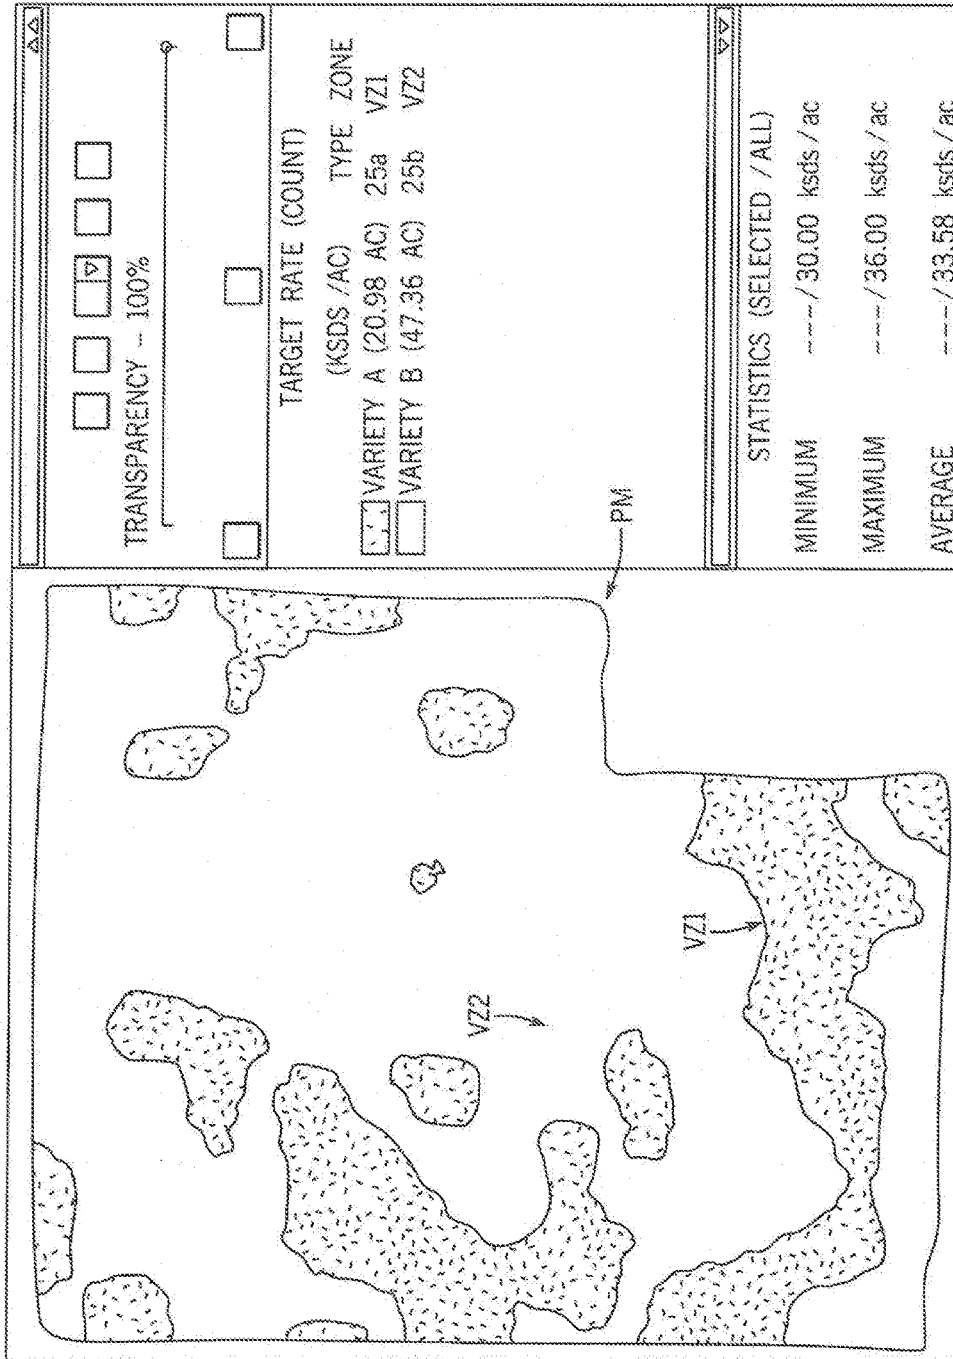 TRANSPARENCY - 100%
TARGET RATE (COUNT)
(KSDS/AC) TYPE ZONE
VARIETY A (20.98 AC) 25a VZ1
VARIETY B (47.36 AC) 25b VZ2
STATISTICS (SELECTED /ALL)
MINIMUM ---/30.00 ksds/ac
MAXIMUM ---/36.00 ksds/ac
AVERAGE ---/33.58 ksds/ac
PM
VZ1
VZ2